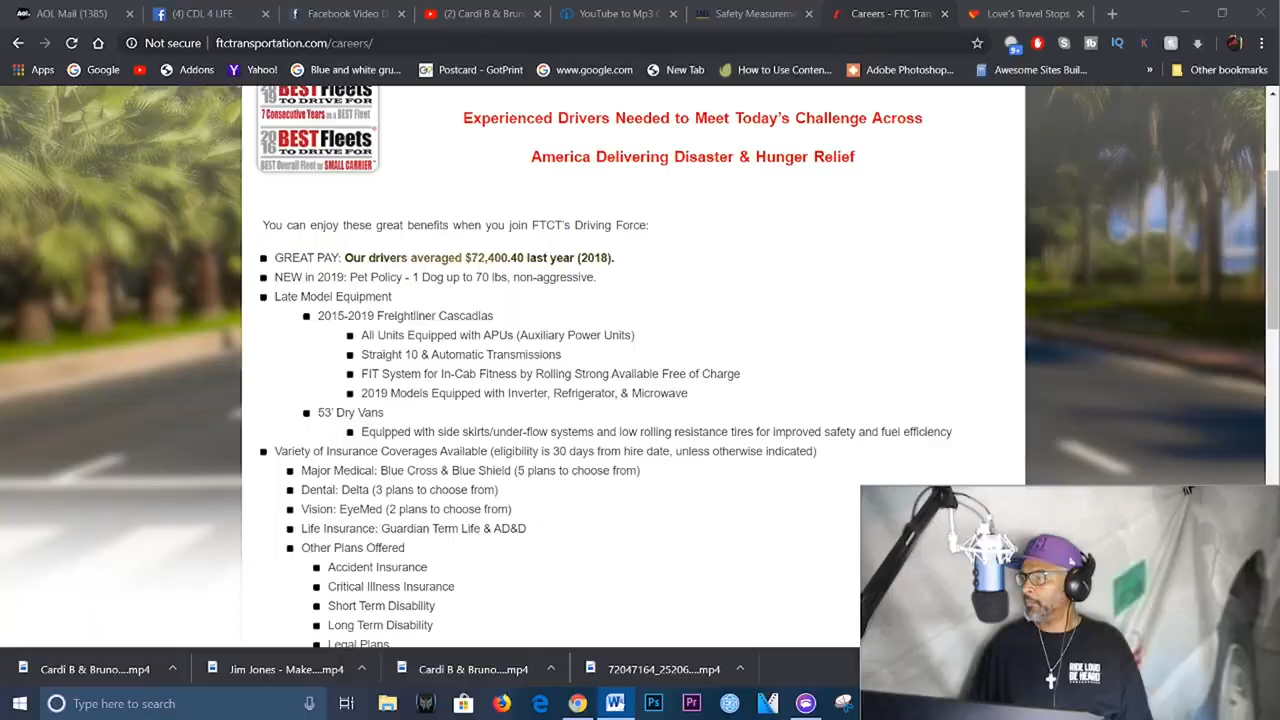 AOL Mail (1385)
(4) CDL 4 LIFE
Facebook Video D
(2) Cardi B & Brun
YouTube to Mp3 C
Safety Measureme
Careers - FTC Tran
Love's Travel Stops
Not secure | ftctransportation.com/careers/
Apps
Google
Addons
Yahoo!
Blue and white gru...
Postcard - GotPrint
www.google.com
New Tab
How to Use Conten...
Adobe Photoshop...
Awesome Sites Buil...
»
Other bookmarks
2019 BESTFleets
TO DRIVE FOR
7 Consecutive Years as a BEST Fleet
2016 BESTFleets
TO DRIVE FOR
BEST Overall Fleet for SMALL CARRIER
Experienced Drivers Needed to Meet Today's Challenge Across
America Delivering Disaster & Hunger Relief
You can enjoy these great benefits when you join FTCT's Driving Force:
GREAT PAY: Our drivers averaged $72,400.40 last year (2018).
NEW in 2019: Pet Policy - 1 Dog up to 70 lbs, non-aggressive.
Late Model Equipment
2015-2019 Freightliner Cascadias
All Units Equipped with APUs (Auxiliary Power Units)
Straight 10 & Automatic Transmissions
FIT System for In-Cab Fitness by Rolling Strong Available Free of Charge
2019 Models Equipped with Inverter, Refrigerator, & Microwave
53' Dry Vans
Equipped with side skirts/under-flow systems and low rolling resistance tires for improved safety and fuel efficiency
Variety of Insurance Coverages Available (eligibility is 30 days from hire date, unless otherwise indicated)
Major Medical: Blue Cross & Blue Shield (5 plans to choose from)
Dental: Delta (3 plans to choose from)
Vision: EyeMed (2 plans to choose from)
Life Insurance: Guardian Term Life & AD&D
Other Plans Offered
Accident Insurance
Critical Illness Insurance
Short Term Disability
Long Term Disability
Legal Plans
RIDE LOUD
BE HEARD
Cardi B & Bruno....mp4
Jim Jones - Make....mp4
Cardi B & Bruno....mp4
72047164_25206....mp4
Type here to search